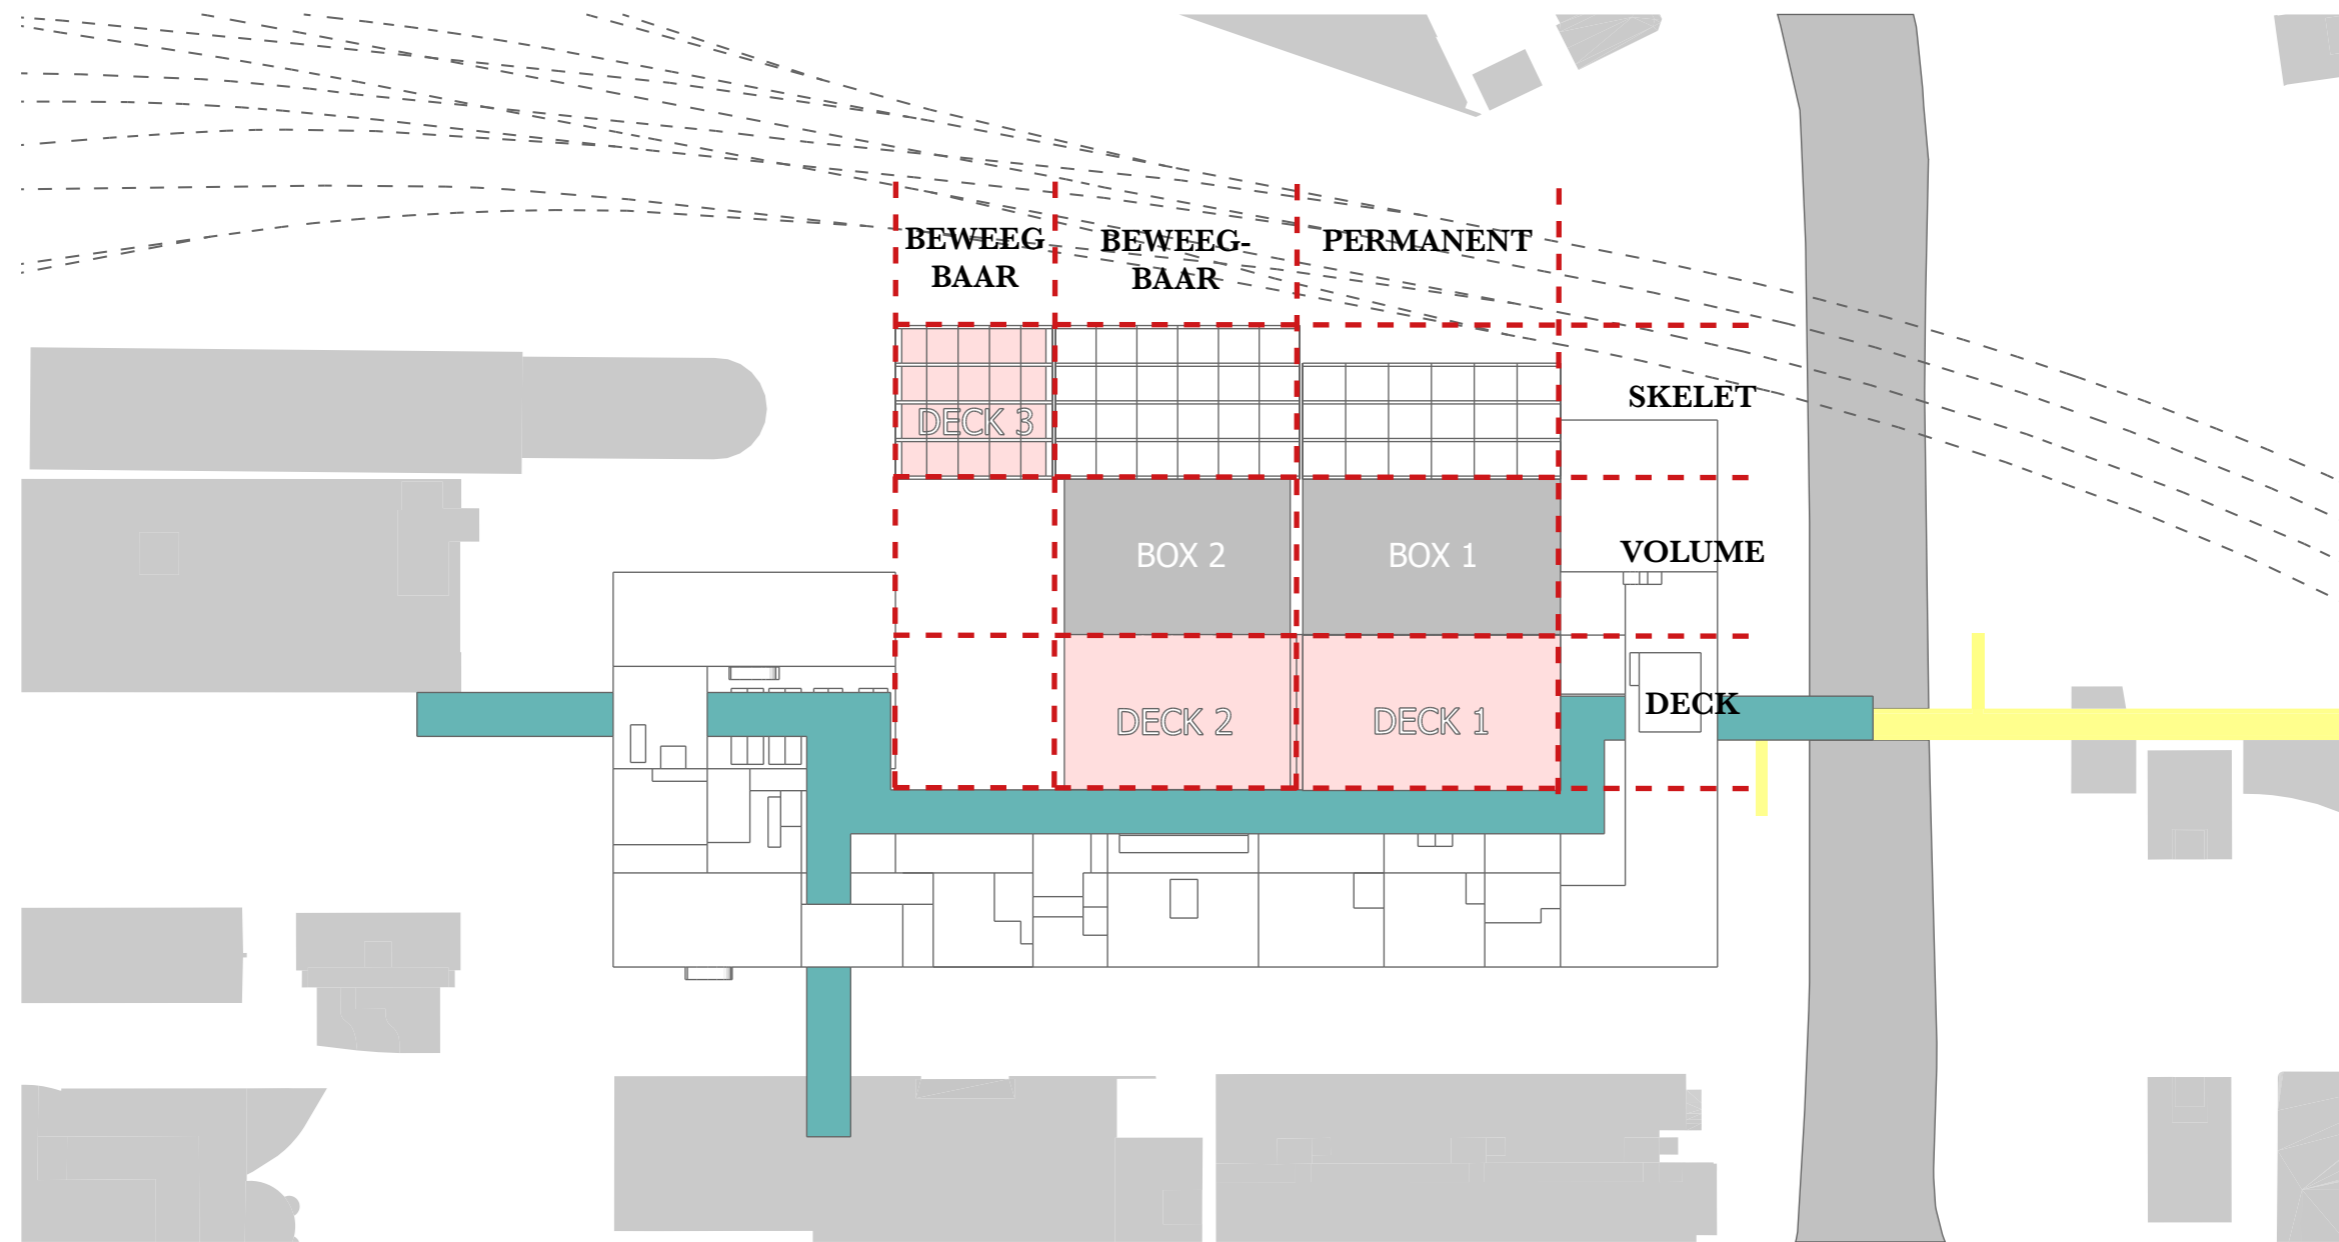 BEWEEG
BAAR
BEWEEG-
BAAR
PERMANENT
SKELET
DECK 3
BOX 2
BOX 1
VOLUME
DECK 2
DECK 1
DECK